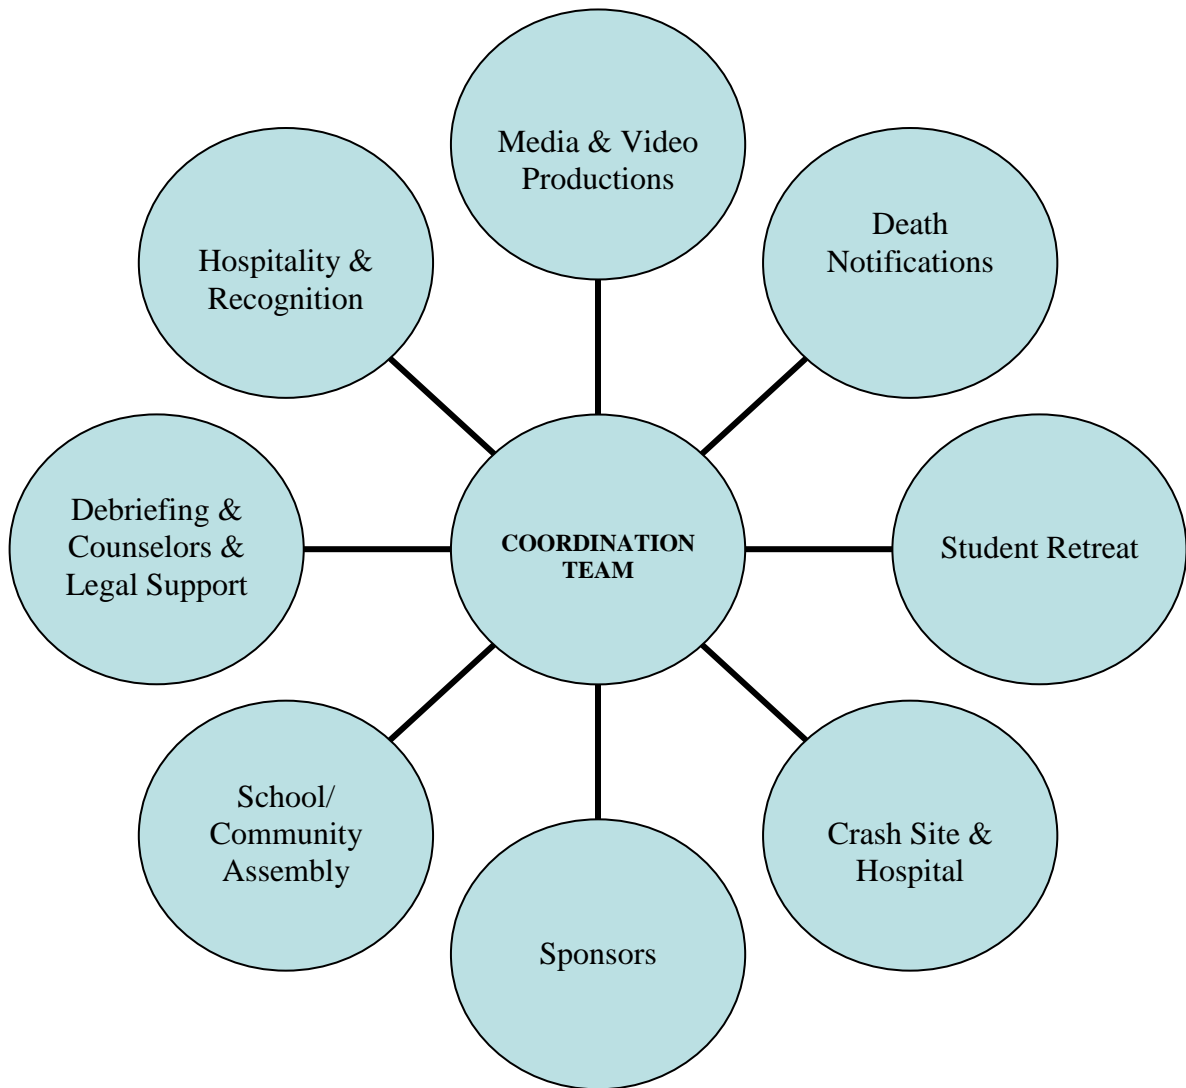 Media & Video
Productions
Death
Notifications
Hospitality &
Recognition
Debriefing &
Counselors &
Legal Support
COORDINATION
TEAM
Student Retreat
School/
Community
Assembly
Crash Site &
Hospital
Sponsors